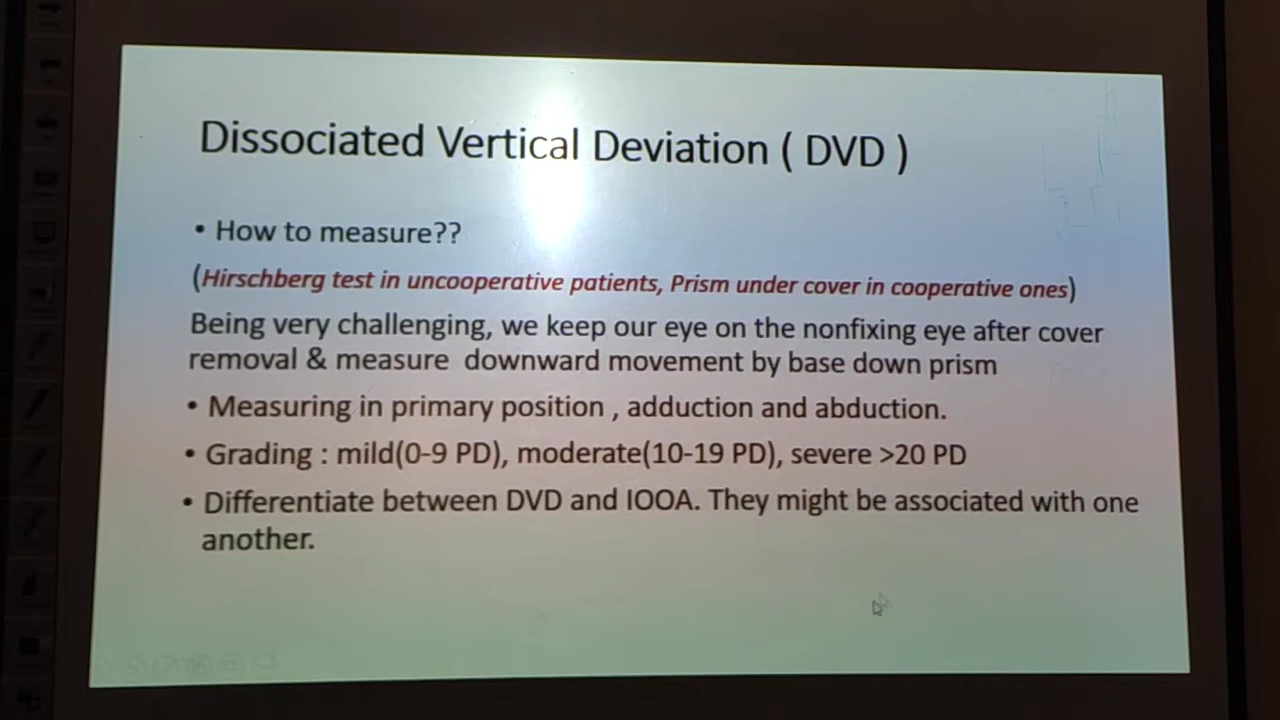 Dissociated Vertical Deviation ( DVD )
• How to measure??
(Hirschberg test in uncooperative patients, Prism under cover in cooperative ones)
Being very challenging, we keep our eye on the nonfixing eye after cover
removal & measure downward movement by base down prism
• Measuring in primary position , adduction and abduction.
• Grading : mild(0-9 PD), moderate(10-19 PD), severe >20 PD
• Differentiate between DVD and IOOA. They might be associated with one
another.